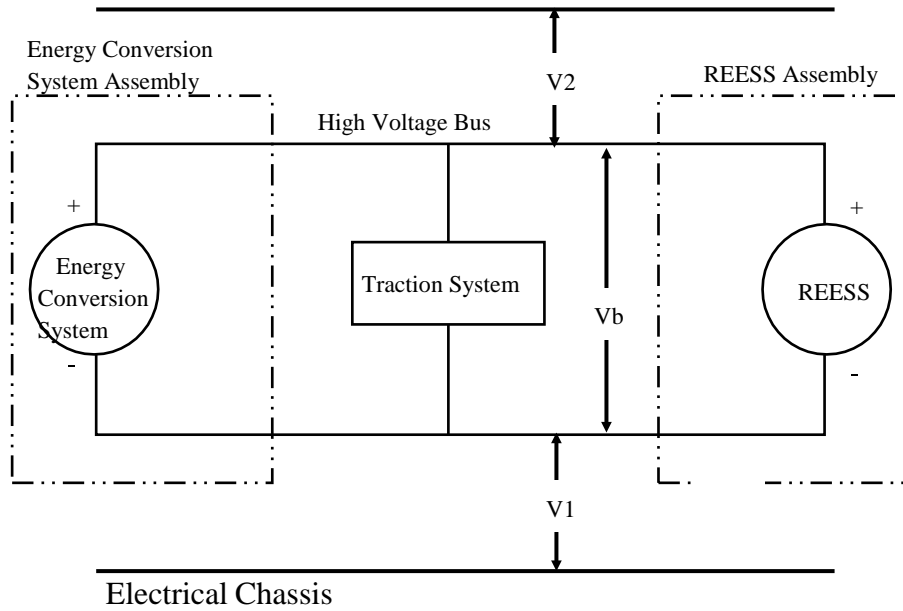 Energy Conversion
System Assembly
V2
REESS Assembly
High Voltage Bus
+
+
Energy
Conversion
System
Traction System
REESS
Vb
-
-
V1
Electrical Chassis